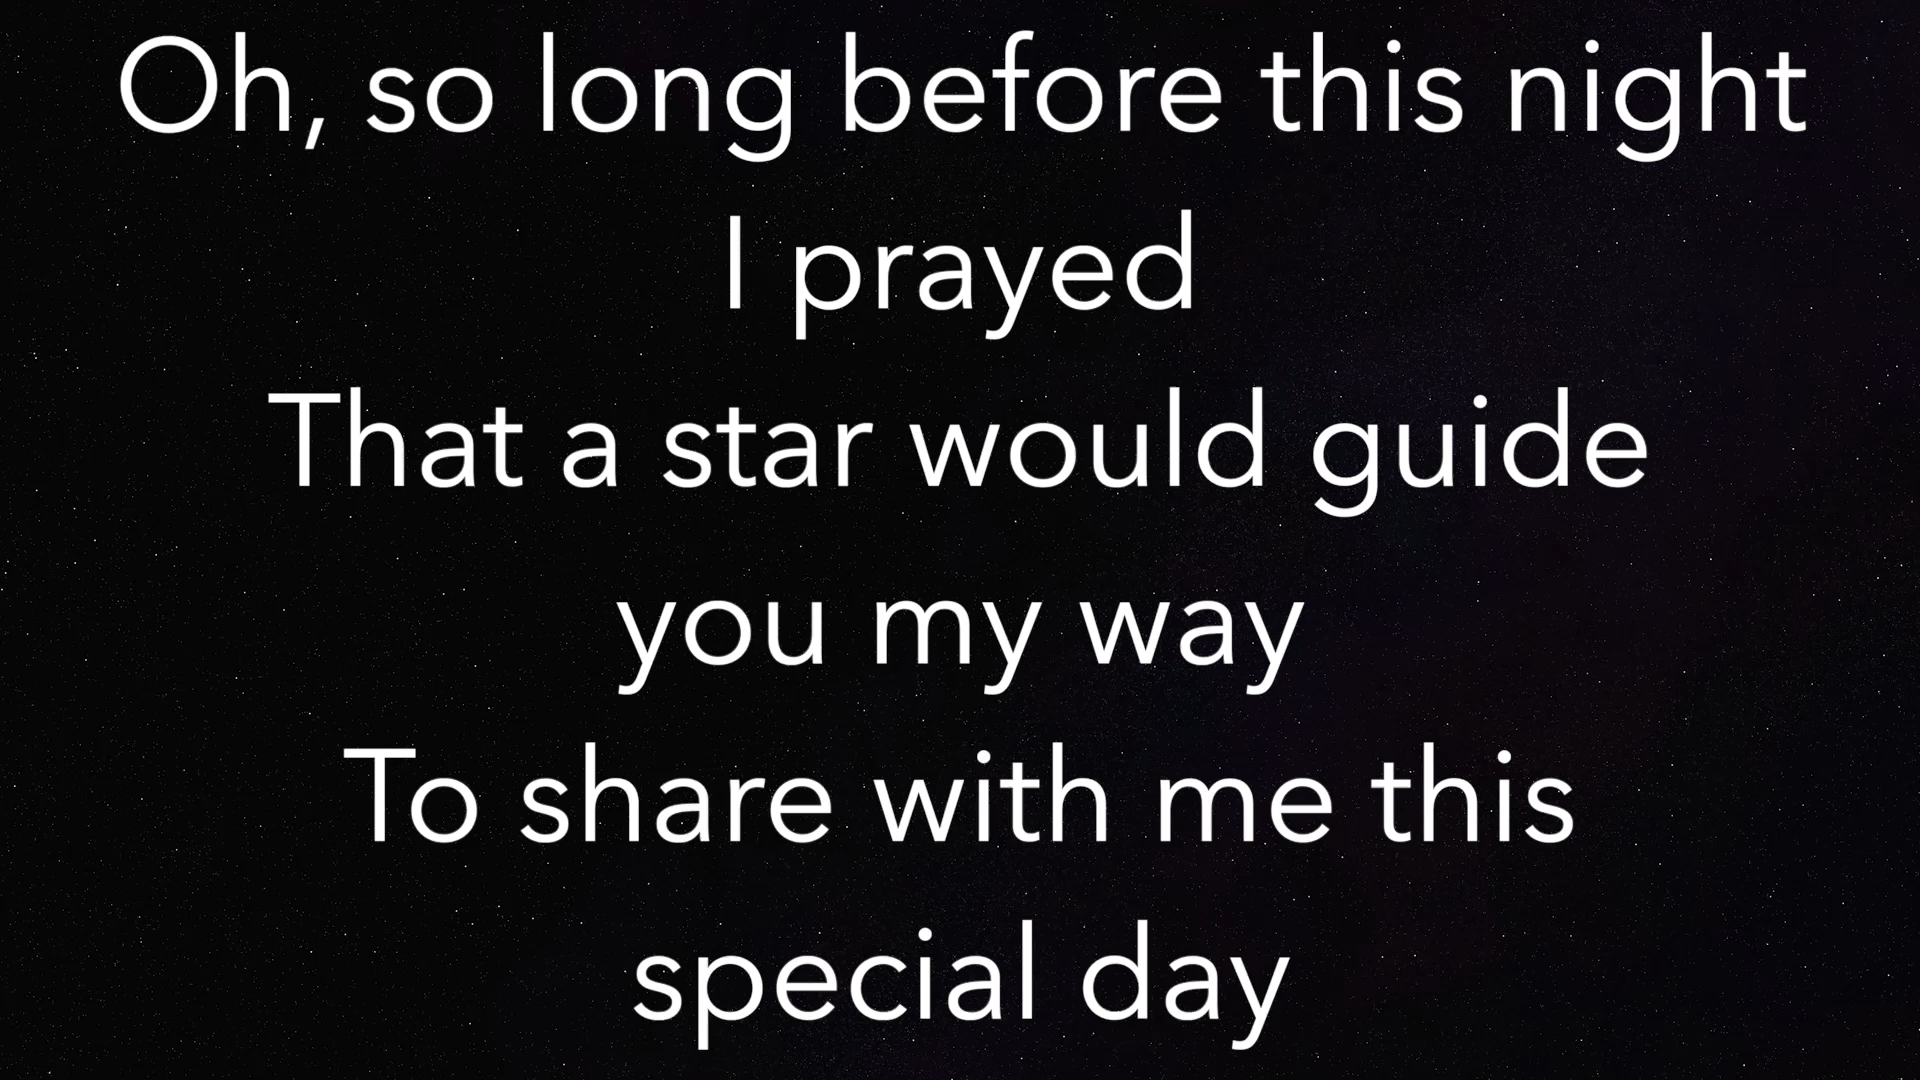 Oh, so long before this night
I prayed
That a star would guide
you my way
To share with me this
special day